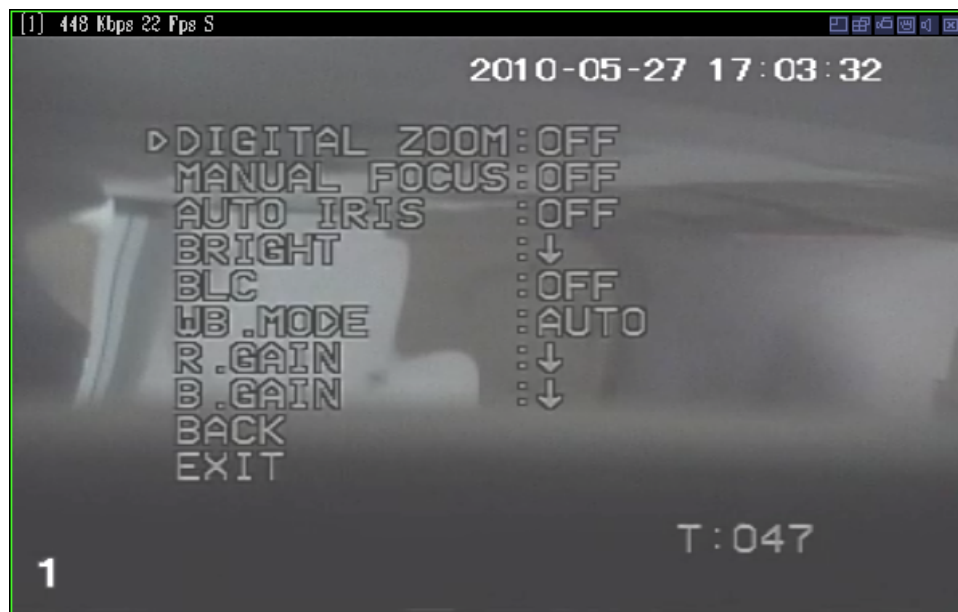 [1] 448 Kbps 22 Fps S
2010-05-27 17:03:32
DIGITAL ZOOM:OFF
MANUAL FOCUS:OFF
AUTO IRIS :OFF
BRIGHT :↓
BLC :OFF
WB.MODE :AUTO
R.GAIN :↓
B.GAIN :↓
BACK
EXIT
T:047
1